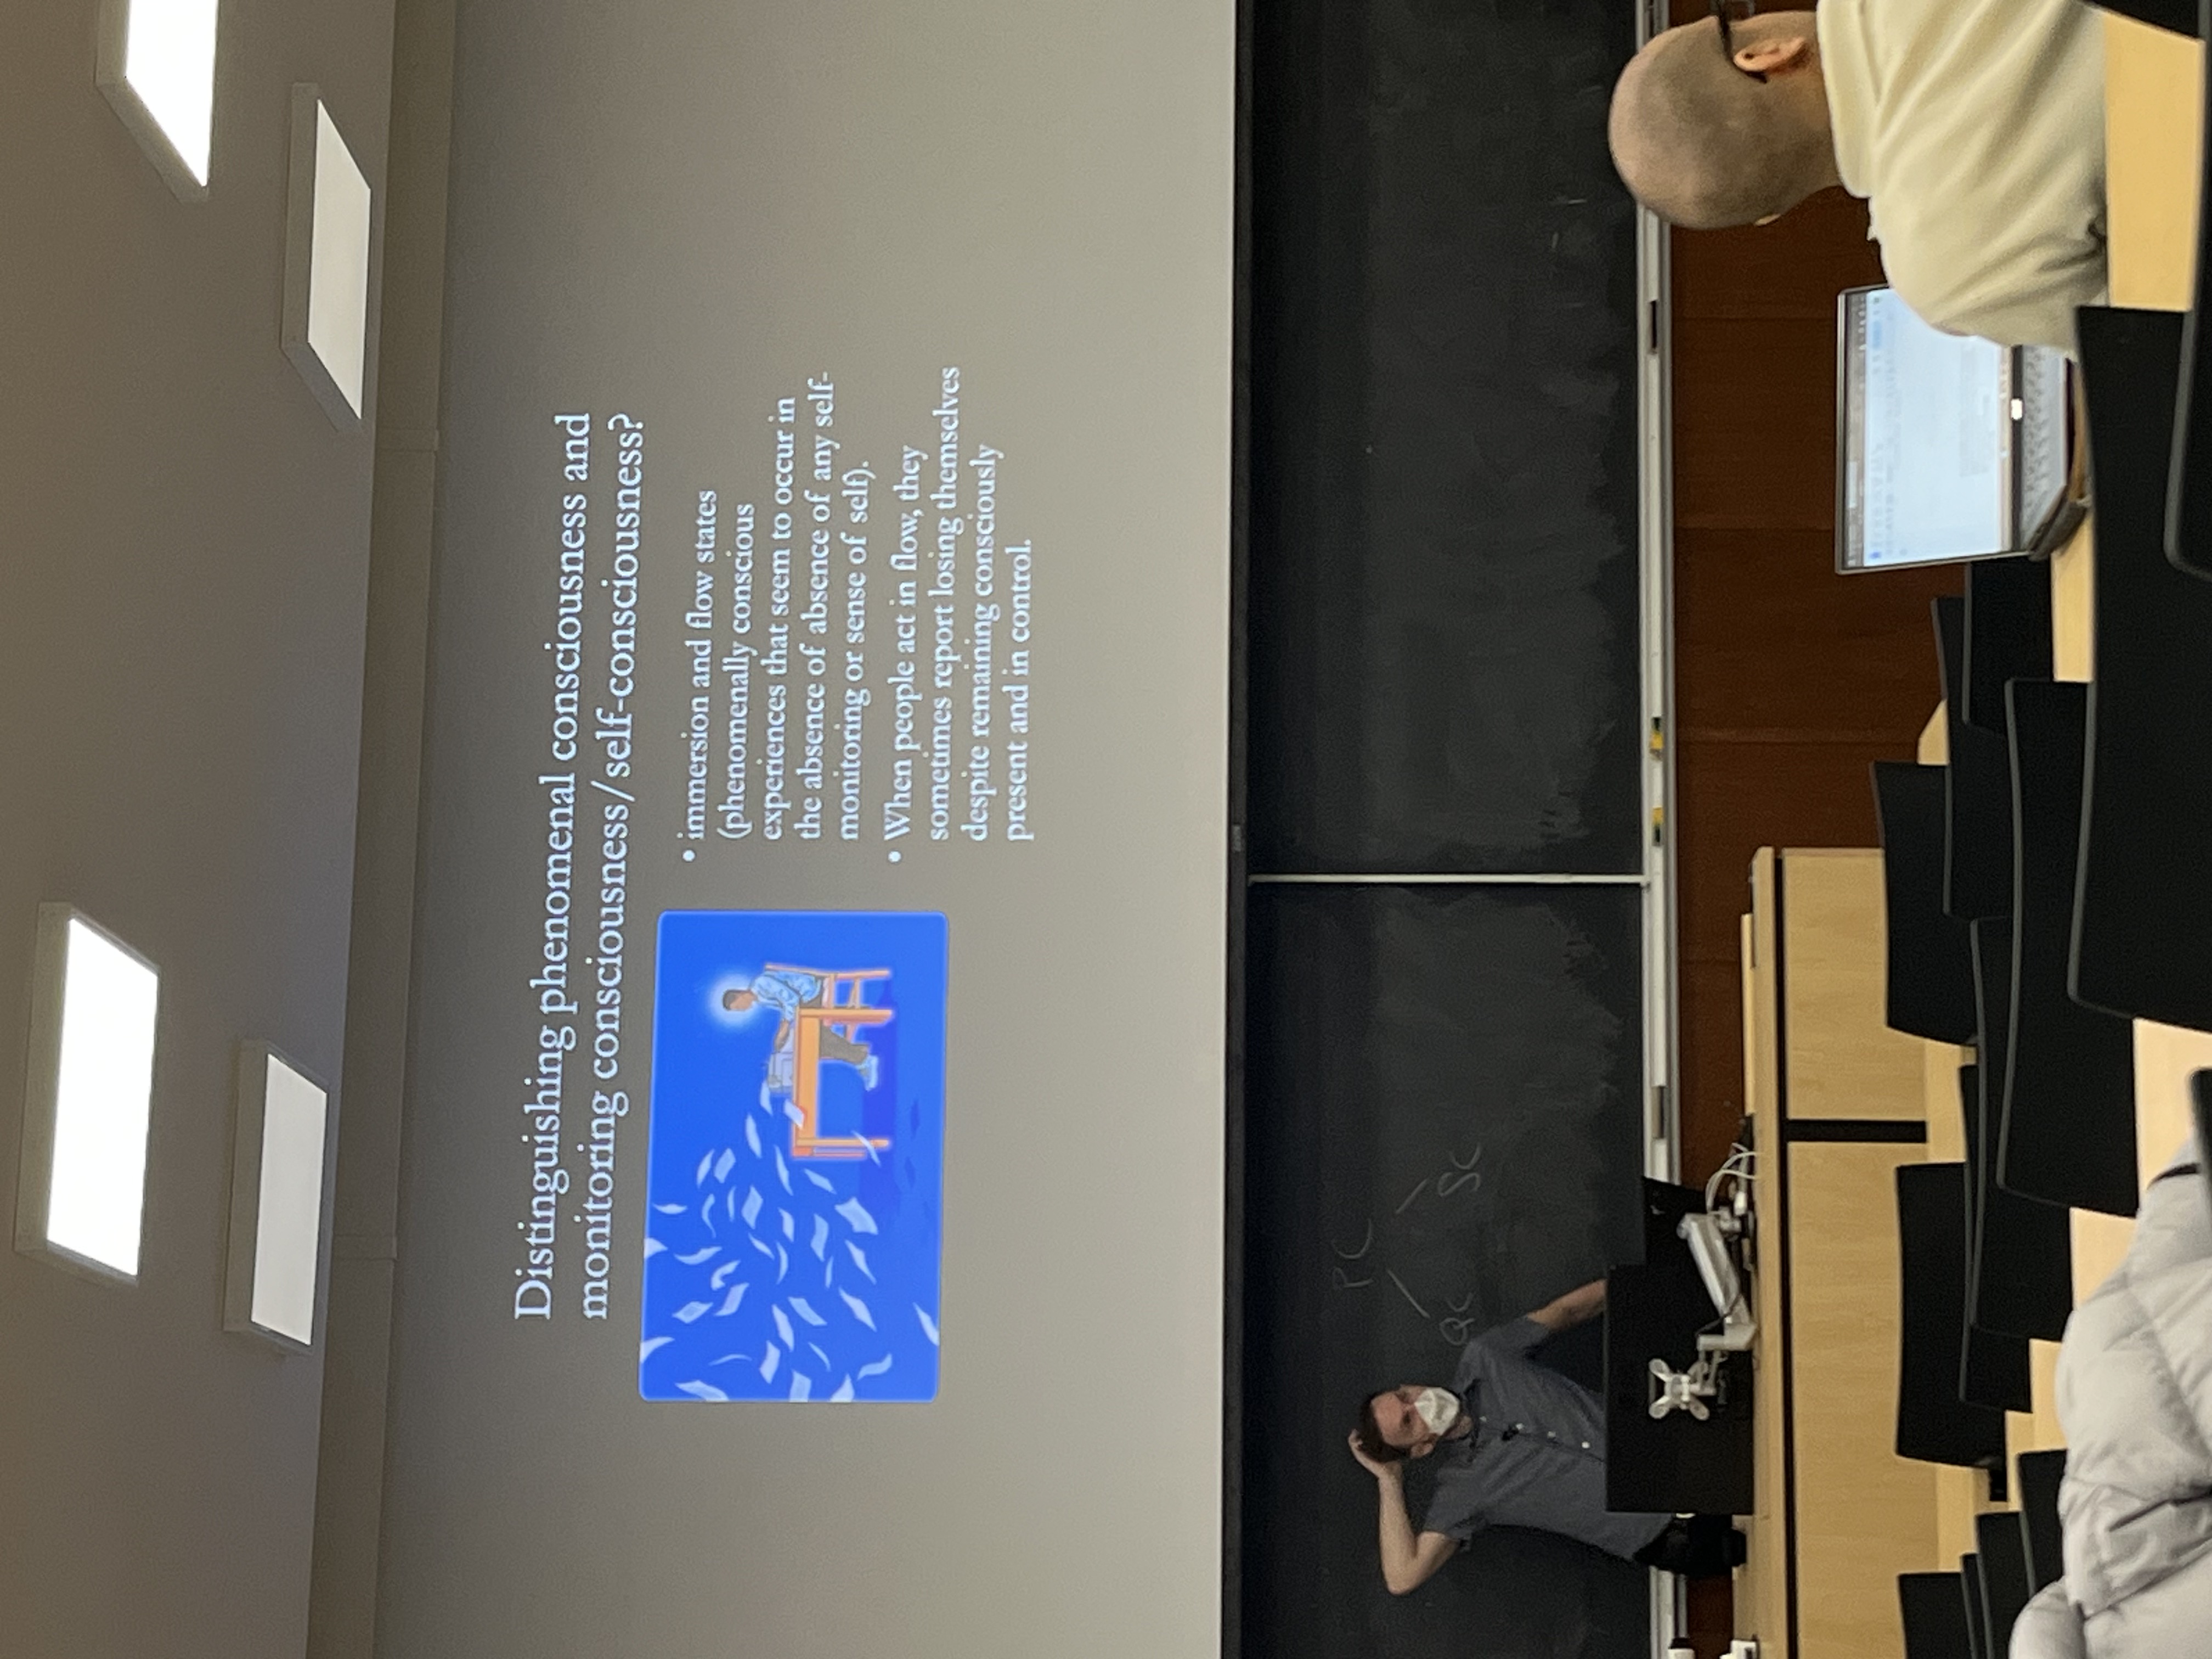 Distinguishing phenomenal consciousness and
monitoring consciousness/self-consciousness?
• immersion and flow states
(phenomenally conscious
experiences that seem to occur in
the absence of absence of any self-
monitoring or sense of self).
• When people act in flow, they
sometimes report losing themselves
despite remaining consciously
present and in control.
PC
QC SC